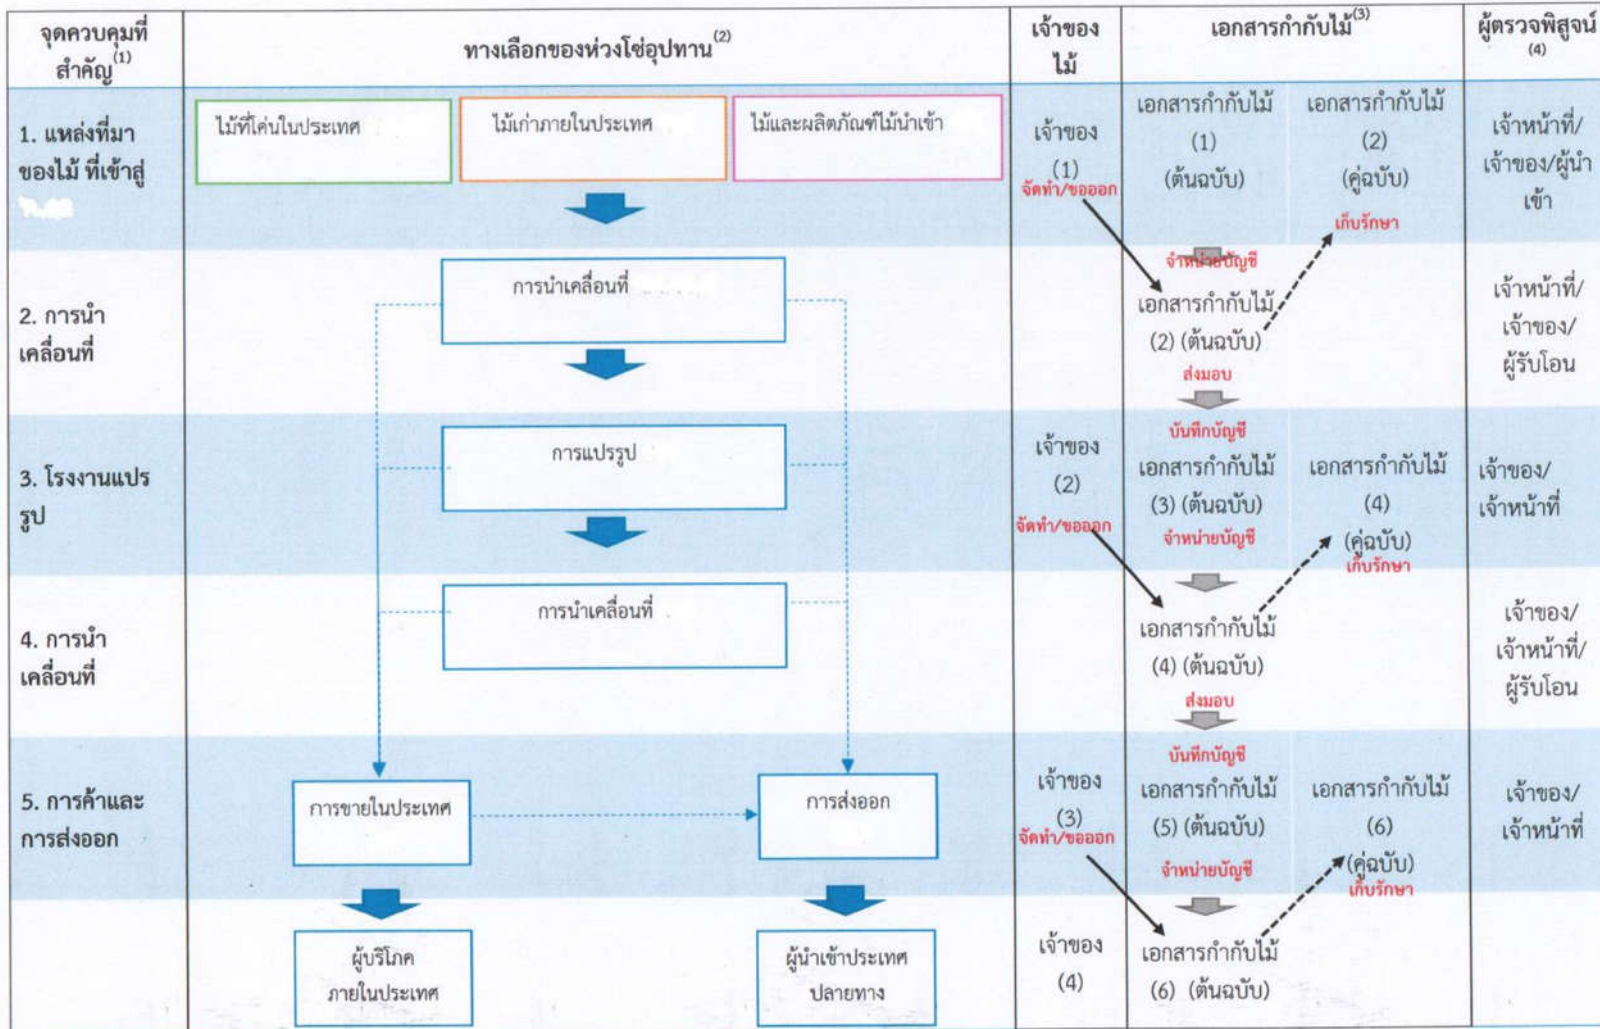 จุดควบคุมที่
สำคัญ(1)
ทางเลือกของห่วงโซ่อุปทาน(2)
เจ้าของ
ไม้
เอกสารกำกับไม้(3)
ผู้ตรวจพิสูจน์
(4)
1. แหล่งที่มา
ของไม้ ที่เข้าสู่
ไม้ที่โค่นในประเทศ
ไม้เก่าภายในประเทศ
ไม้และผลิตภัณฑ์ไม้นำเข้า
เจ้าของ
(1)
จัดทำ/ขอออก
เอกสารกำกับไม้
(1)
(ต้นฉบับ)
เอกสารกำกับไม้
(2)
(คู่ฉบับ)
เก็บรักษา
เจ้าหน้าที่/
เจ้าของ/ผู้นำ
เข้า
2. การนำ
เคลื่อนที่
การนำเคลื่อนที่
จำหน่ายบัญชี
เอกสารกำกับไม้
(2) (ต้นฉบับ)
ส่งมอบ
เจ้าหน้าที่/
เจ้าของ/
ผู้รับโอน
3. โรงงานแปร
รูป
การแปรรูป
เจ้าของ
(2)
จัดทำ/ขอออก
บันทึกบัญชี
เอกสารกำกับไม้
(3) (ต้นฉบับ)
จำหน่ายบัญชี
เอกสารกำกับไม้
(4)
(คู่ฉบับ)
เก็บรักษา
เจ้าของ/
เจ้าหน้าที่
4. การนำ
เคลื่อนที่
การนำเคลื่อนที่
เอกสารกำกับไม้
(4) (ต้นฉบับ)
ส่งมอบ
เจ้าของ/
เจ้าหน้าที่/
ผู้รับโอน
5. การค้าและ
การส่งออก
การขายในประเทศ
การส่งออก
เจ้าของ
(3)
จัดทำ/ขอออก
บันทึกบัญชี
เอกสารกำกับไม้
(5) (ต้นฉบับ)
จำหน่ายบัญชี
เอกสารกำกับไม้
(6)
(คู่ฉบับ)
เก็บรักษา
เจ้าของ/
เจ้าหน้าที่
ผู้บริโภค
ภายในประเทศ
ผู้นำเข้าประเทศ
ปลายทาง
เจ้าของ
(4)
เอกสารกำกับไม้
(6) (ต้นฉบับ)